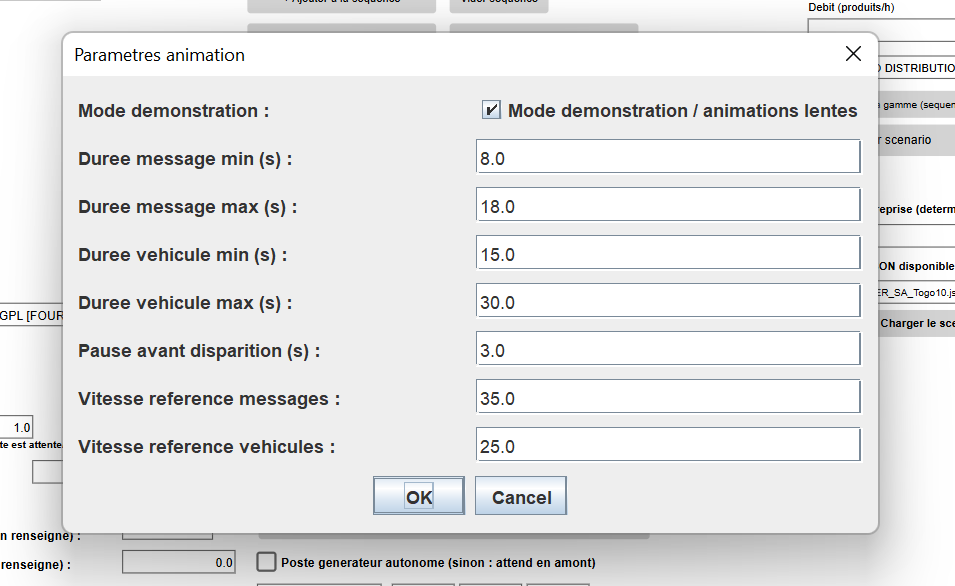 + Ajouter a la sequence
Vider sequence
Debit (produits/h)
Parametres animation
DISTRIBUTIO
Mode demonstration :
Mode demonstration / animations lentes
gamme (sequen
Duree message min (s) :
8.0
scenario
Duree message max (s) :
18.0
reprise (determ
Duree vehicule min (s) :
15.0
ON disponible
ER_SA_Togo10.js
Duree vehicule max (s) :
30.0
GPL [FOUR
Charger le sce
Pause avant disparition (s) :
3.0
Vitesse reference messages :
35.0
1.0
te est attente
Vitesse reference vehicules :
25.0
OK
Cancel
n renseigne) :
renseigne) :
0.0
Poste generateur autonome (sinon : attend en amont)